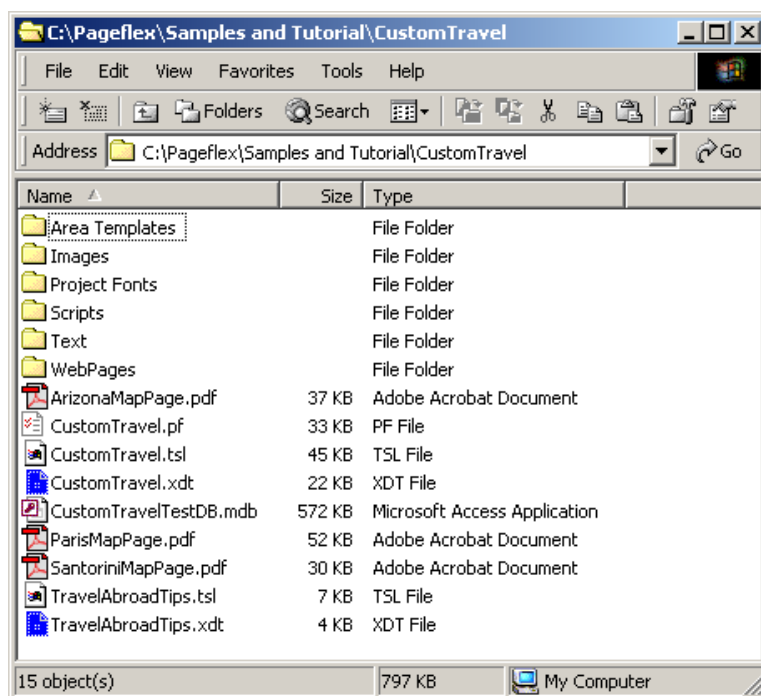 C:\Pageflex\Samples and Tutorial\CustomTravel
File Edit View Favorites Tools Help
Folders Search Go
Address C:\Pageflex\Samples and Tutorial\CustomTravel Go
Name Size Type
Area Templates File Folder
Images File Folder
Project Fonts File Folder
Scripts File Folder
Text File Folder
WebPages File Folder
ArizonaMapPage.pdf 37 KB Adobe Acrobat Document
CustomTravel.pf 33 KB PF File
CustomTravel.tsl 45 KB TSL File
CustomTravel.xdt 22 KB XDT File
CustomTravelTestDB.mdb 572 KB Microsoft Access Application
ParisMapPage.pdf 52 KB Adobe Acrobat Document
SantoriniMapPage.pdf 30 KB Adobe Acrobat Document
TravelAbroadTips.tsl 7 KB TSL File
TravelAbroadTips.xdt 4 KB XDT File
15 object(s) 797 KB My Computer